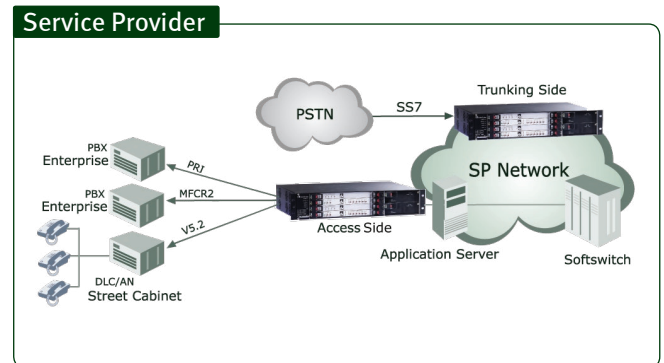 Service Provider
Trunking Side
SS7
PSTN
PBX
Enterprise
PRI
SP Network
PBX
Enterprise
MFCR2
Access Side
V5.2
Application Server
Softswitch
DLC/AN
Street Cabinet